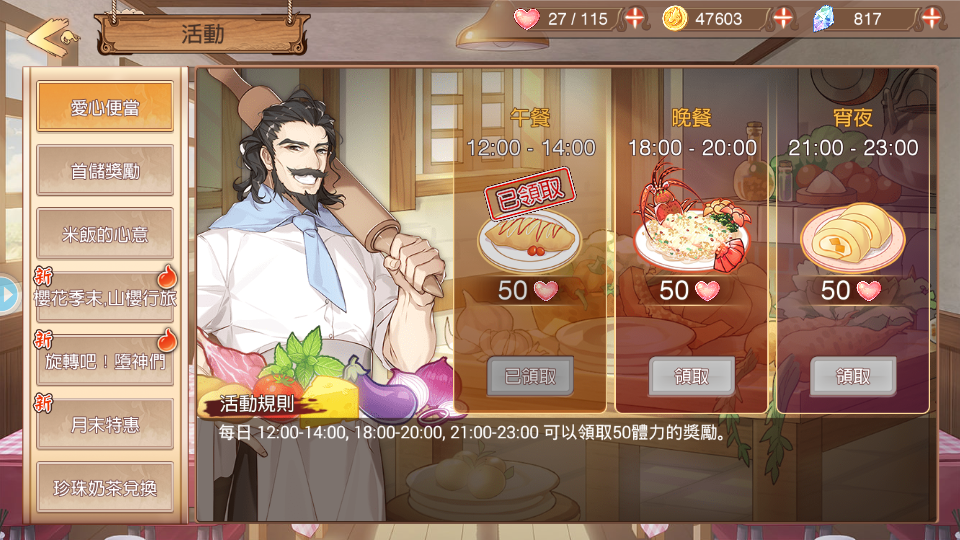 活動
27 / 115
47603
817
愛心便當
首儲獎勵
米飯的心意
新
櫻花季末,山櫻行旅
新
旋轉吧！墮神們
新
月末特惠
珍珠奶茶兌換
午餐
12:00 - 14:00
已領取
50
已領取
晚餐
18:00 - 20:00
50
領取
宵夜
21:00 - 23:00
50
領取
活動規則
每日 12:00-14:00, 18:00-20:00, 21:00-23:00 可以領取50體力的獎勵。